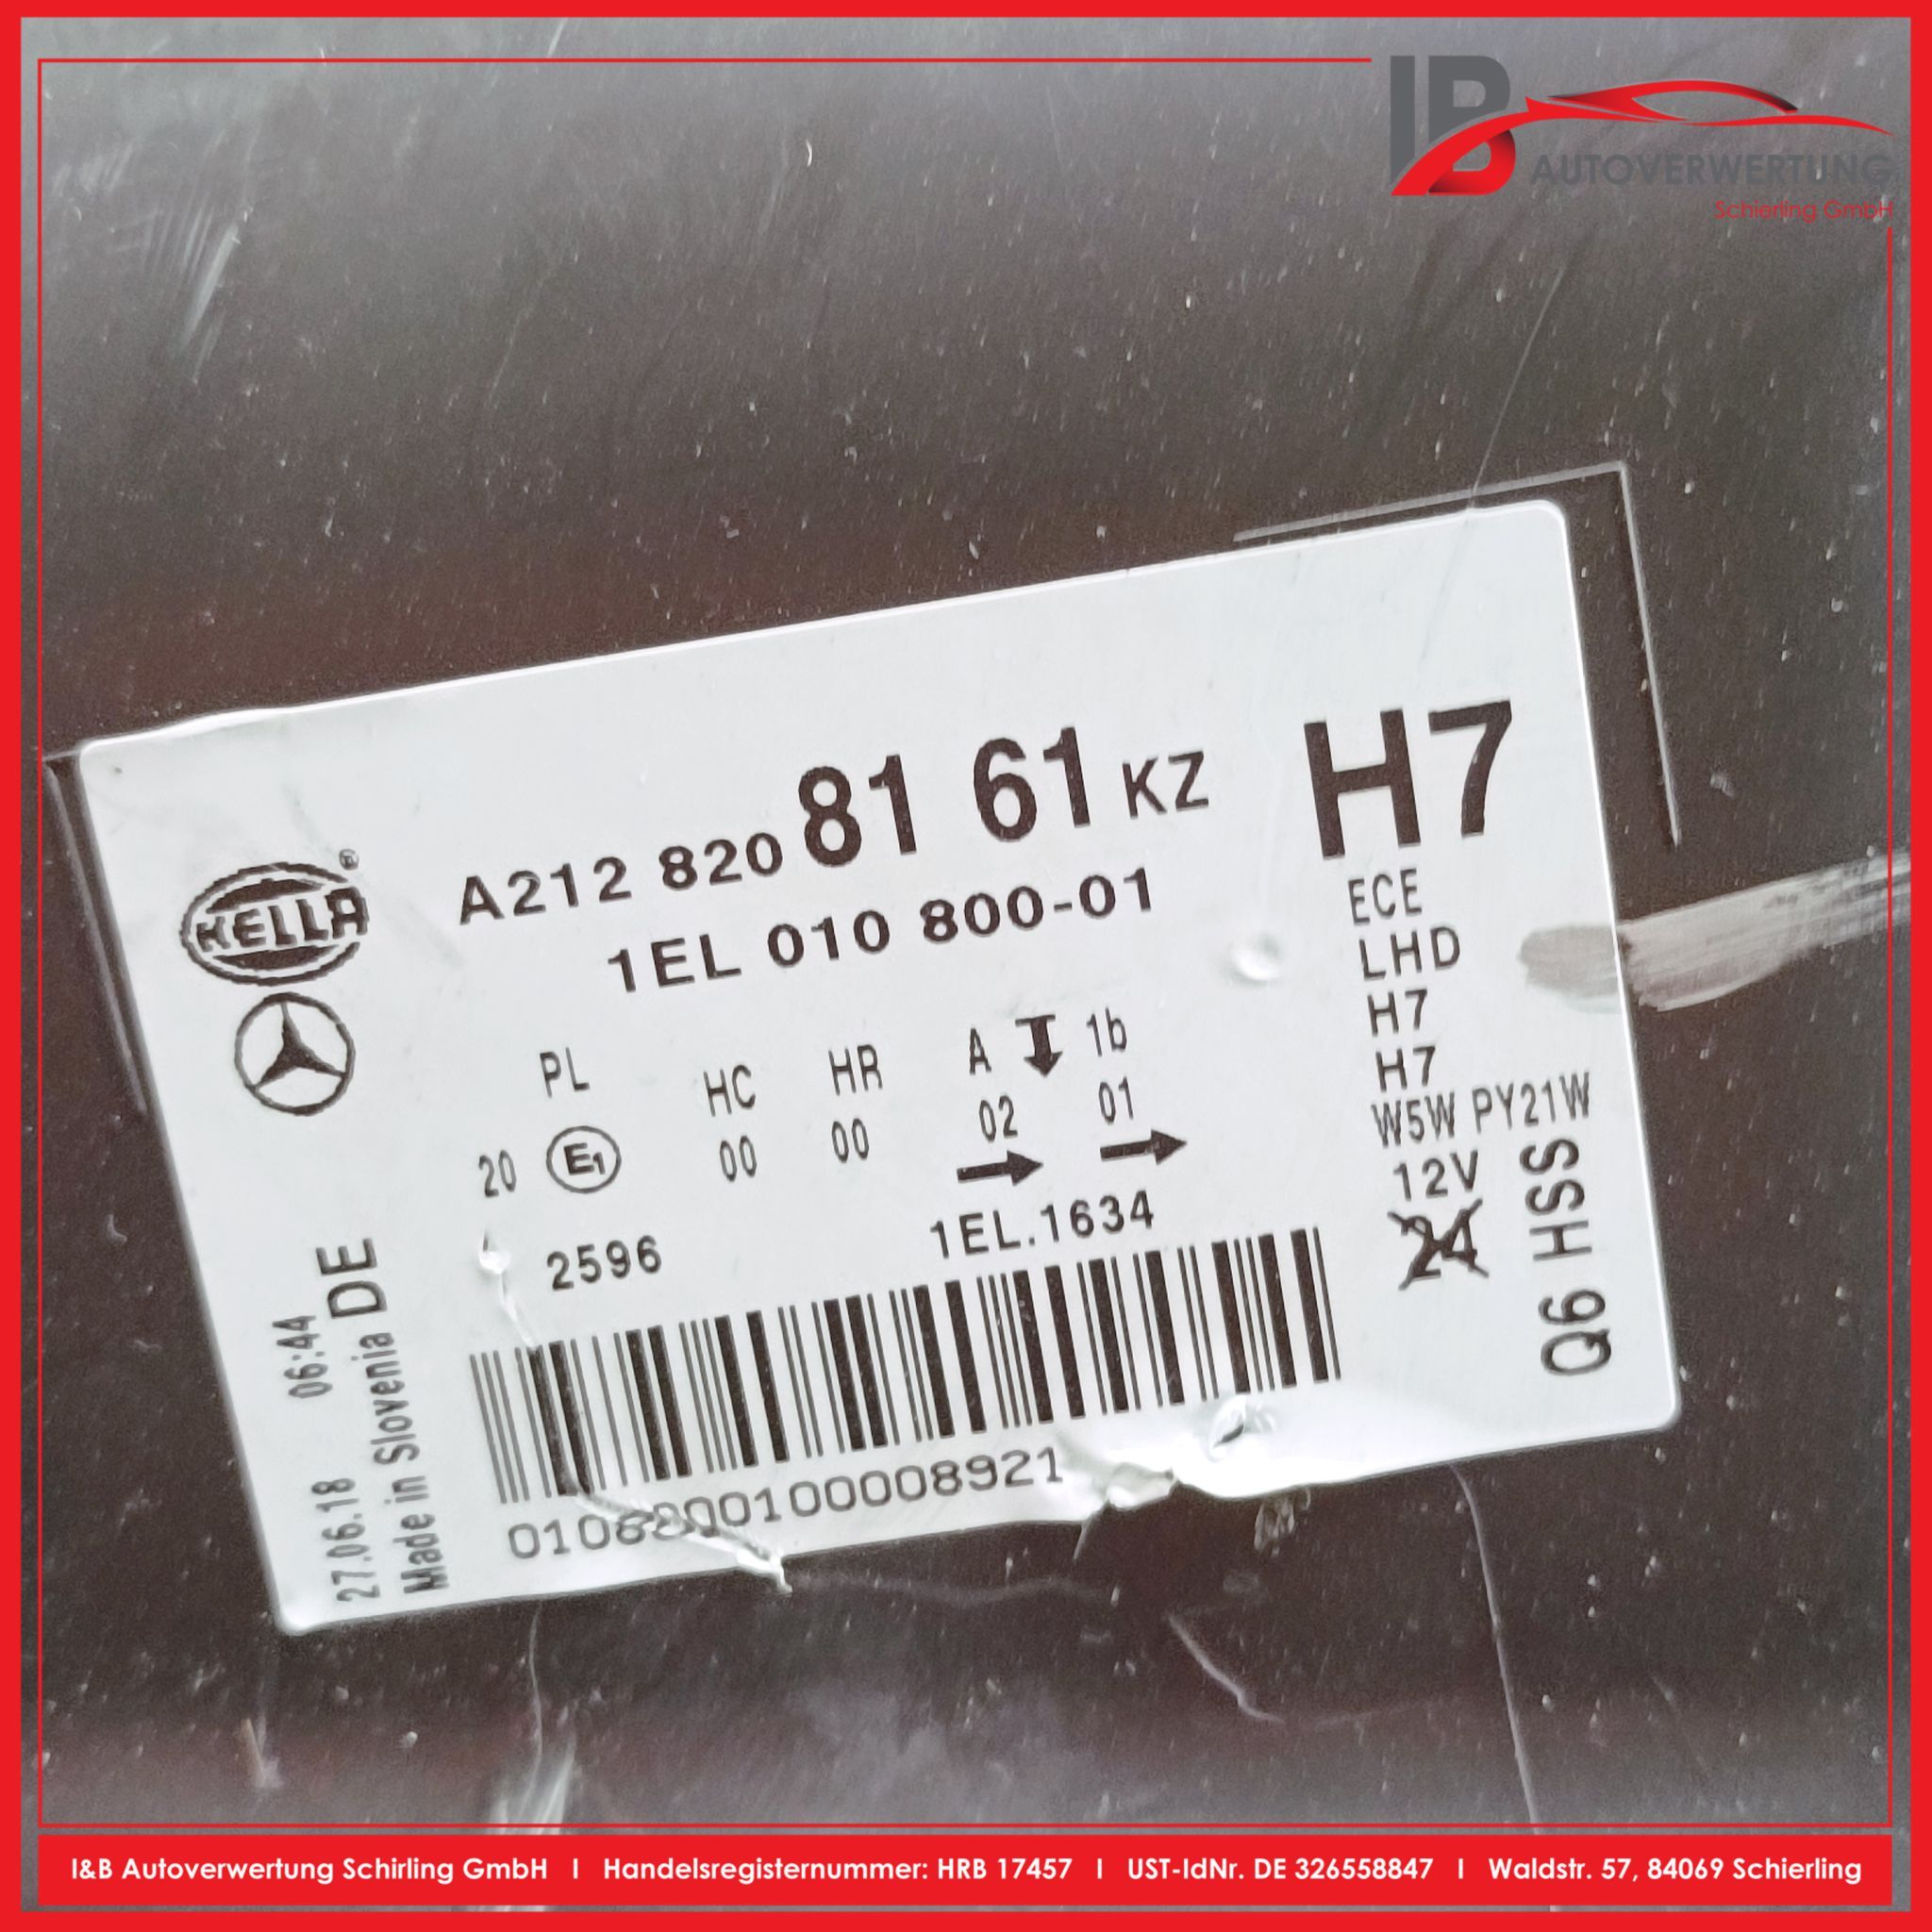 IB
AUTOVERWERTUNG
Schierling GmbH
A212 820 81 61 KZ
H7
HELLA ®
1EL 010 800-01
ECE
LHD
H7
H7
W5W PY21W
12V
24
Q6 HSS
PL HC HR A 1b
20 E1 00 00 02 01
2596
1EL.1634
27.06.18 06:44
Made in Slovenia DE
I&B Autoverwertung Schirling GmbH I Handelsregisternummer: HRB 17457 I UST-IdNr. DE 326558847 I Waldstr. 57, 84069 Schierling